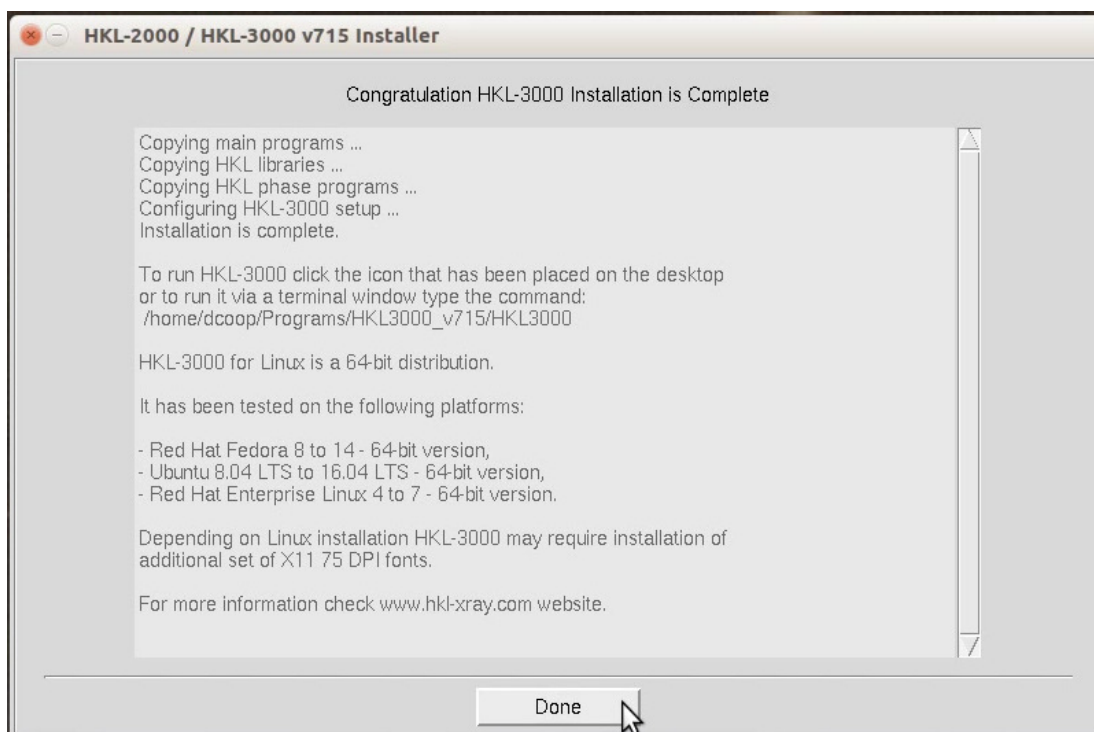 HKL-2000 / HKL-3000 v715 Installer
Congratulation HKL-3000 Installation is Complete
Copying main programs ...
Copying HKL libraries ...
Copying HKL phase programs ...
Configuring HKL-3000 setup ...
Installation is complete.
To run HKL-3000 click the icon that has been placed on the desktop
or to run it via a terminal window type the command:
/home/dcoop/Programs/HKL3000_v715/HKL3000
HKL-3000 for Linux is a 64-bit distribution.
It has been tested on the following platforms:
- Red Hat Fedora 8 to 14 - 64-bit version,
- Ubuntu 8.04 LTS to 16.04 LTS - 64-bit version,
- Red Hat Enterprise Linux 4 to 7 - 64-bit version.
Depending on Linux installation HKL-3000 may require installation of
additional set of X11 75 DPI fonts.
For more information check www.hkl-xray.com website.
Done